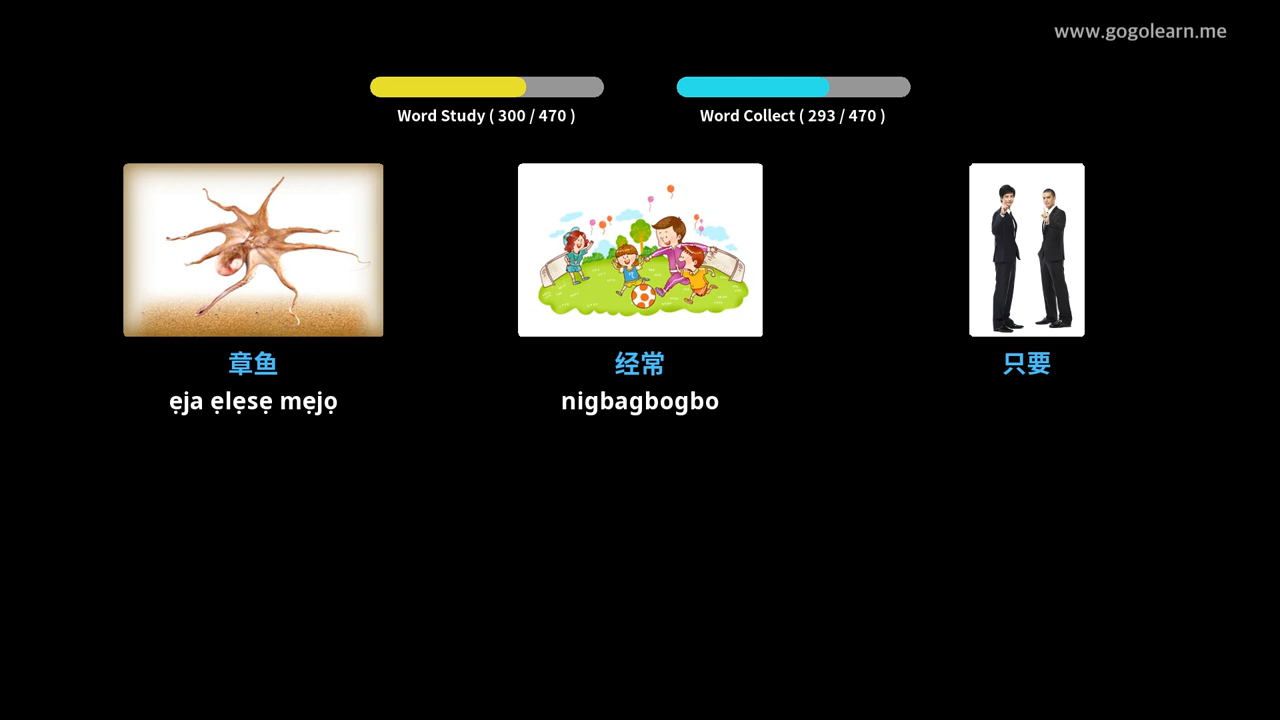 www.gogolearn.me
Word Study ( 300 / 470 )
Word Collect ( 293 / 470 )
章鱼
经常
只要
ẹja ẹlẹsẹ mẹjọ
nigbagbogbo